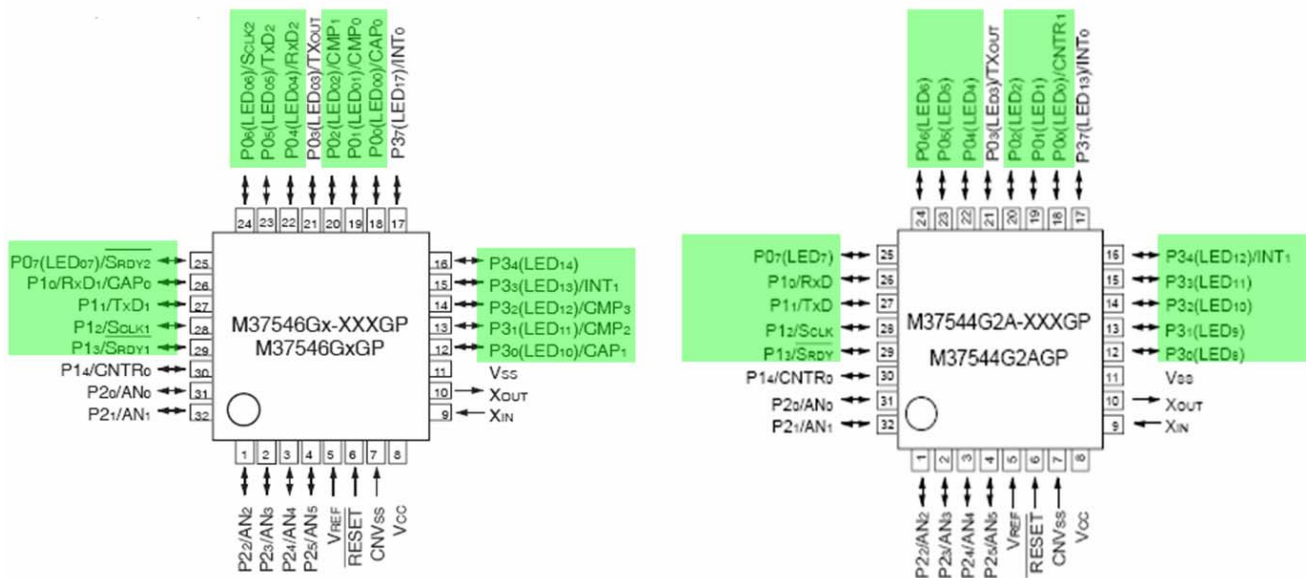 P06(LED06)/SCLK2
P05(LED05)/TxD2
P04(LED04)/RxD2
P03(LED03)/TXOUT
P02(LED02)/CMP1
P01(LED01)/CMP0
P00(LED00)/CAP0
P37(LED17)/INT0
24 23 22 21 20 19 18 17
P07(LED07)/SRDY2 25
P10/RxD1/CAP0 26
P11/TxD1 27
P12/SCLK1 28
P13/SRDY1 29
P14/CNTR0 30
P20/AN0 31
P21/AN1 32
M37546Gx-XXXGP
M37546GxGP
16 P34(LED14)
15 P33(LED13)/INT1
14 P32(LED12)/CMP3
13 P31(LED11)/CMP2
12 P30(LED10)/CAP1
11 VSS
10 XOUT
9 XIN
1 2 3 4 5 6 7 8
P22/AN2
P23/AN3
P24/AN4
P25/AN5
VREF
RESET
CNVSS
VCC
P06(LED6)
P05(LED5)
P04(LED4)
P03(LED3)/TXOUT
P02(LED2)
P01(LED1)
P00(LED0)/CNTR1
P37(LED13)/INT0
24 23 22 21 20 19 18 17
P07(LED7) 25
P10/RxD 26
P11/TxD 27
P12/SCLK 28
P13/SRDY 29
P14/CNTR0 30
P20/AN0 31
P21/AN1 32
M37544G2A-XXXGP
M37544G2AGP
16 P34(LED12)/INT1
15 P33(LED11)
14 P32(LED10)
13 P31(LED9)
12 P30(LED8)
11 VSS
10 XOUT
9 XIN
1 2 3 4 5 6 7 8
P22/AN2
P23/AN3
P24/AN4
P25/AN5
VREF
RESET
CNVSS
VCC